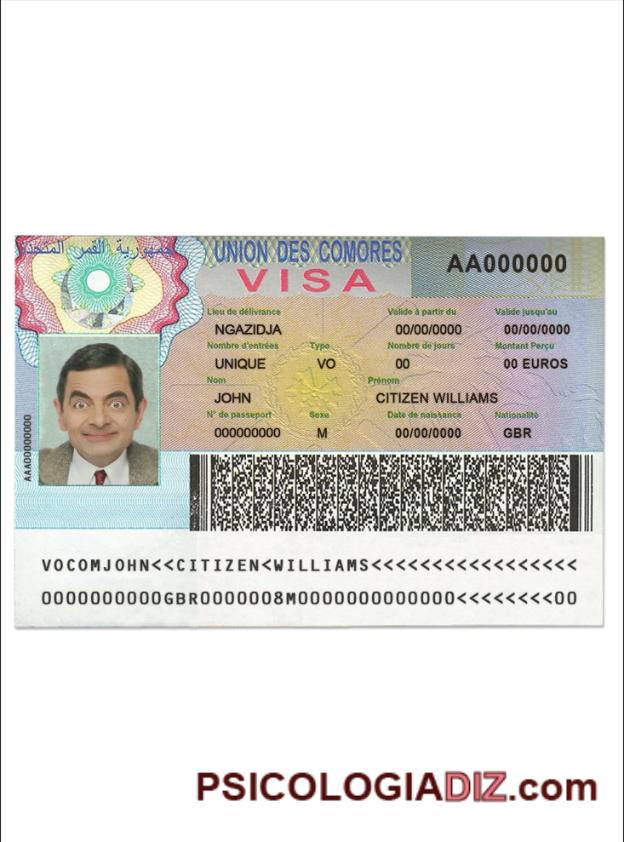 جمهورية القمر المتحدة
UNION DES COMORES
VISA
AA000000
Lieu de délivrance Valide à partir du Valide jusqu'au
NGAZIDJA 00/00/0000 00/00/0000
Nombre d'entrées Type Nombre de jours Montant Perçu
UNIQUE VO 00 00 EUROS
Nom Prénom
JOHN CITIZEN WILLIAMS
N° de passeport Sexe Date de naissance Nationalité
000000000 M 00/00/0000 GBR
AAA00000000
VOCOMJOHN<<CITIZEN<WILLIAMS<<<<<<<<<<<<<<<<<
0000000000GBR0000008M00000000000000<<<<<<<<00
PSICOLOGIADIZ.com